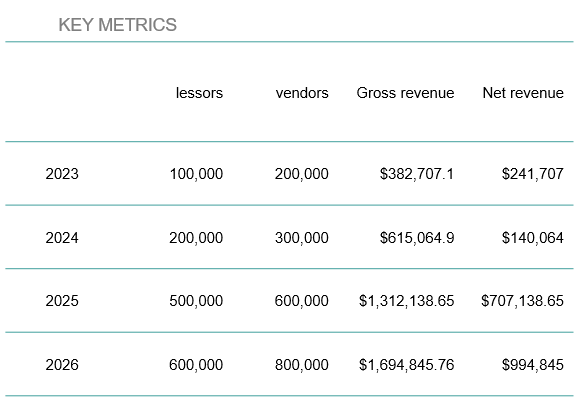 KEY METRICS
lessors vendors Gross revenue Net revenue
2023 100,000 200,000 $382,707.1 $241,707
2024 200,000 300,000 $615,064.9 $140,064
2025 500,000 600,000 $1,312,138.65 $707,138.65
2026 600,000 800,000 $1,694,845.76 $994,845